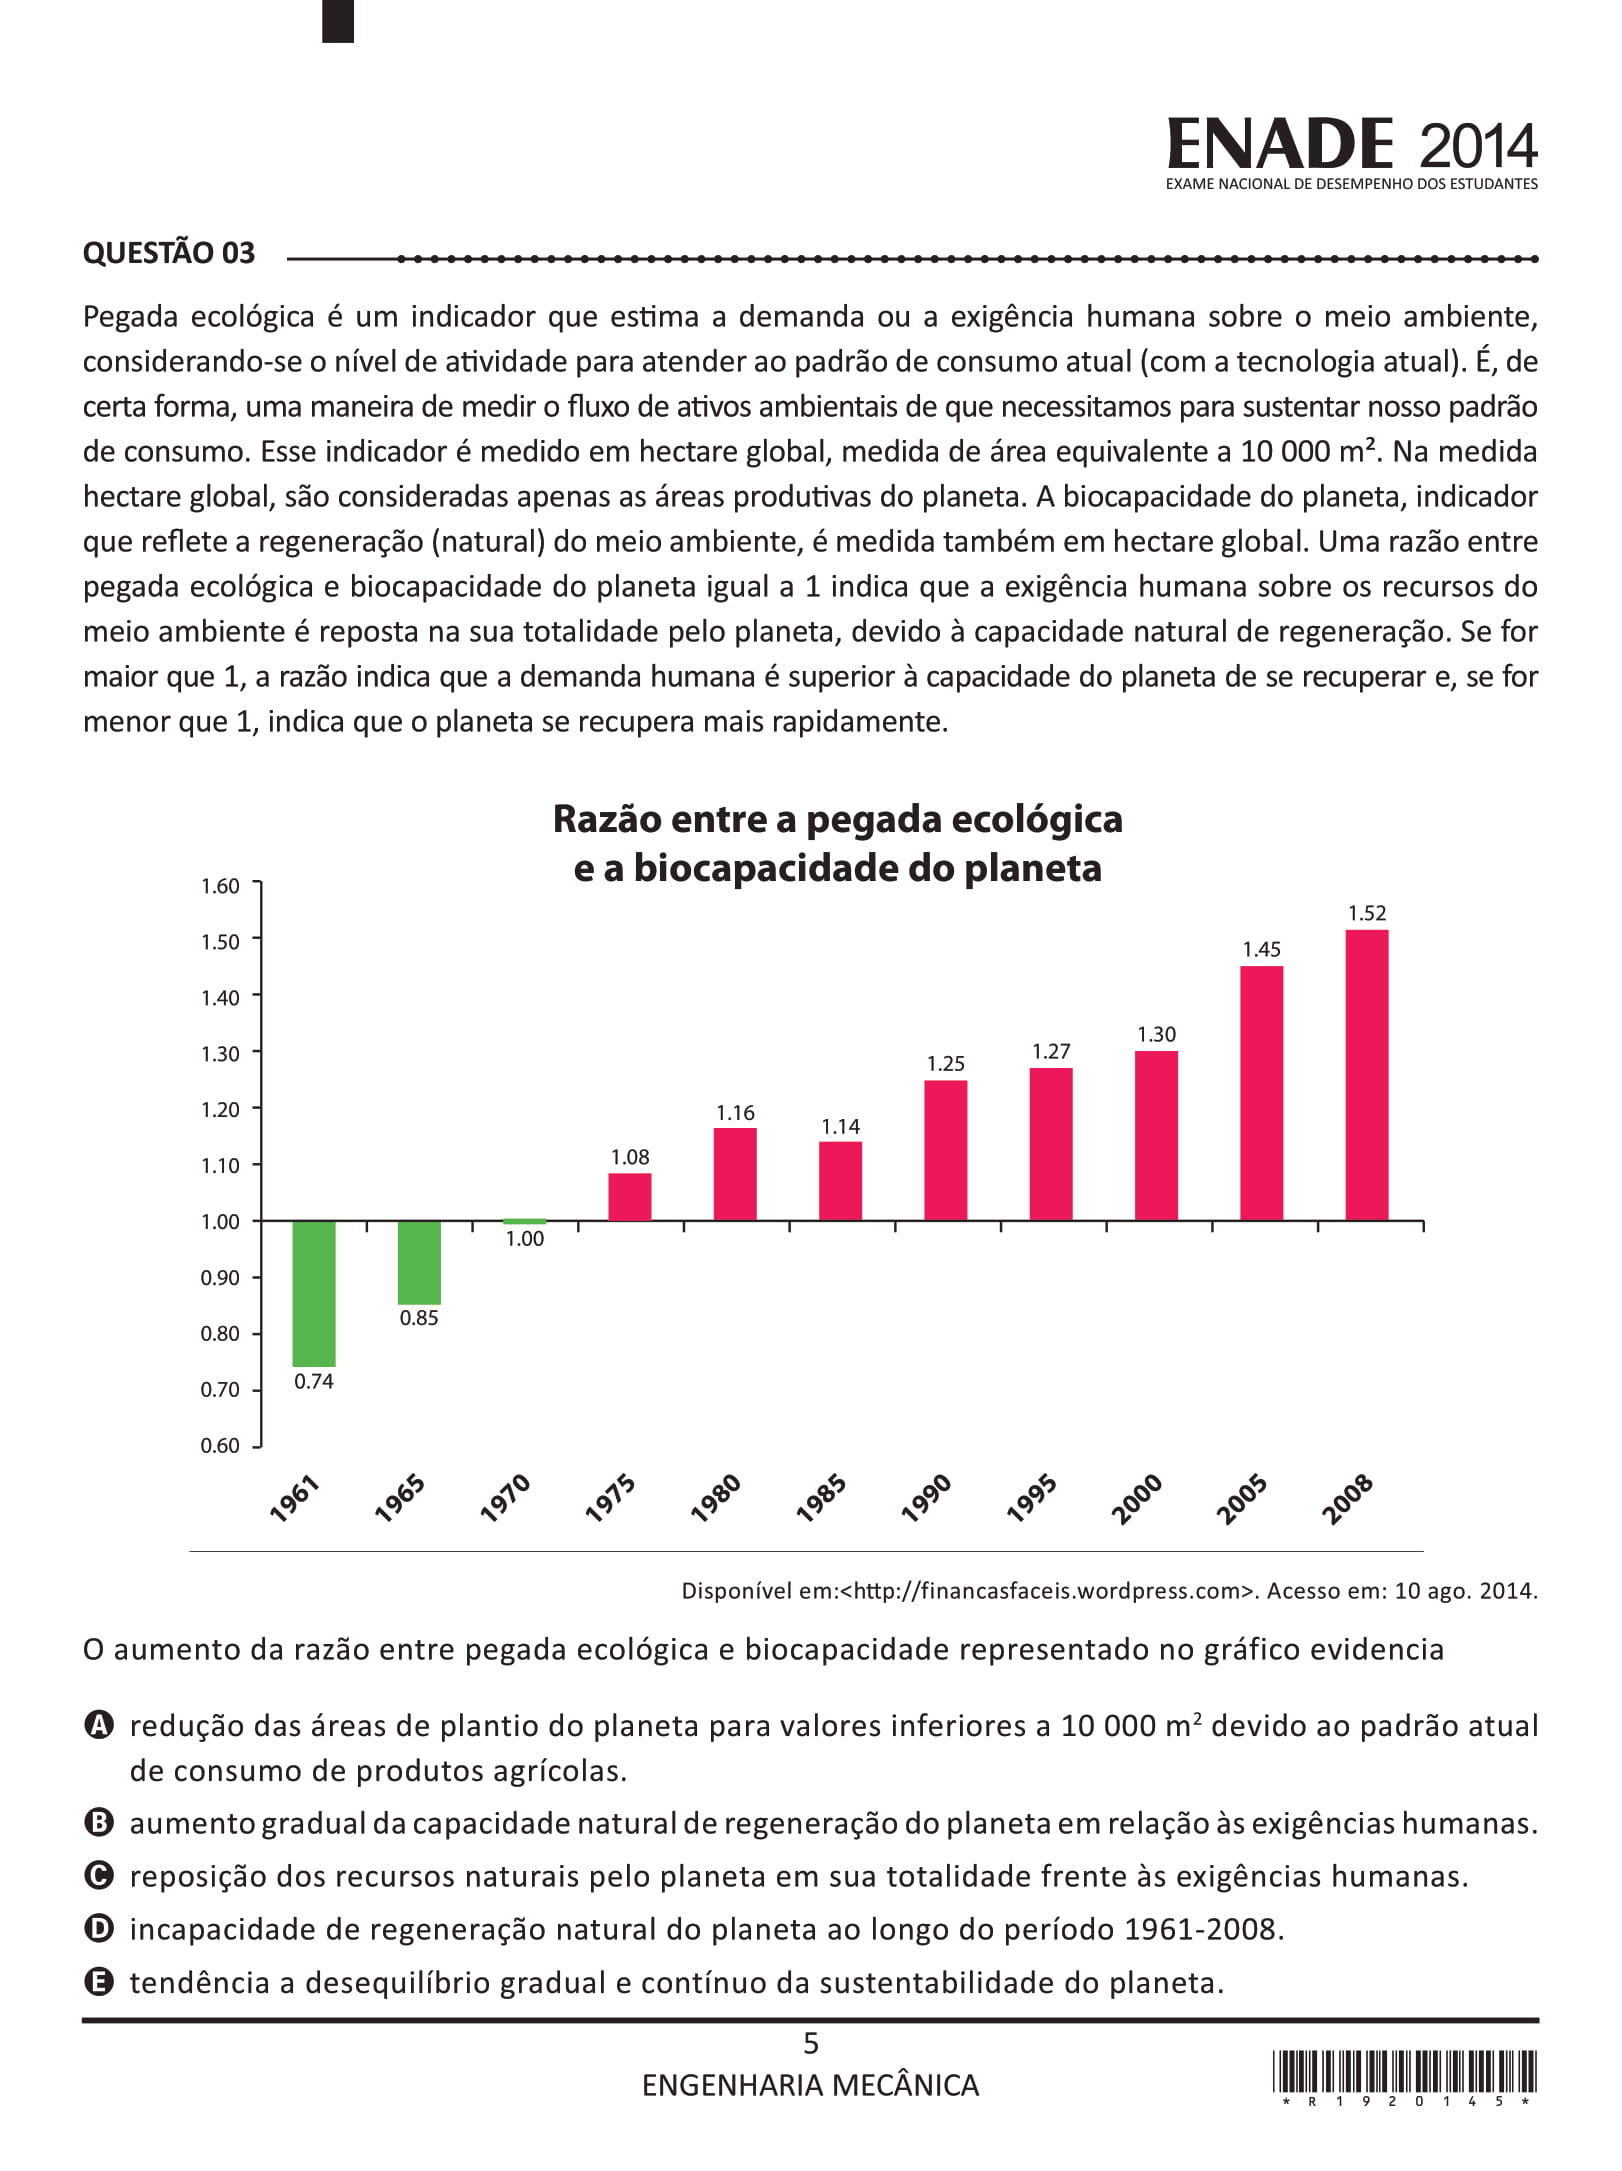 ENADE 2014
EXAME NACIONAL DE DESEMPENHO DOS ESTUDANTES
QUESTÃO 03
Pegada ecológica é um indicador que estima a demanda ou a exigência humana sobre o meio ambiente,
considerando-se o nível de atividade para atender ao padrão de consumo atual (com a tecnologia atual). É, de
certa forma, uma maneira de medir o fluxo de ativos ambientais de que necessitamos para sustentar nosso padrão
de consumo. Esse indicador é medido em hectare global, medida de área equivalente a 10 000 m². Na medida
hectare global, são consideradas apenas as áreas produtivas do planeta. A biocapacidade do planeta, indicador
que reflete a regeneração (natural) do meio ambiente, é medida também em hectare global. Uma razão entre
pegada ecológica e biocapacidade do planeta igual a 1 indica que a exigência humana sobre os recursos do
meio ambiente é reposta na sua totalidade pelo planeta, devido à capacidade natural de regeneração. Se for
maior que 1, a razão indica que a demanda humana é superior à capacidade do planeta de se recuperar e, se for
menor que 1, indica que o planeta se recupera mais rapidamente.
Razão entre a pegada ecológica
e a biocapacidade do planeta
1.60
1.50
1.40
1.30
1.20
1.10
1.00
0.90
0.80
0.70
0.60
0.74
0.85
1.00
1.08
1.16
1.14
1.25
1.27
1.30
1.45
1.52
1961
1965
1970
1975
1980
1985
1990
1995
2000
2005
2008
Disponível em:<http://financasfaceis.wordpress.com>. Acesso em: 10 ago. 2014.
O aumento da razão entre pegada ecológica e biocapacidade representado no gráfico evidencia
A redução das áreas de plantio do planeta para valores inferiores a 10 000 m² devido ao padrão atual
de consumo de produtos agrícolas.
B aumento gradual da capacidade natural de regeneração do planeta em relação às exigências humanas.
C reposição dos recursos naturais pelo planeta em sua totalidade frente às exigências humanas.
D incapacidade de regeneração natural do planeta ao longo do período 1961-2008.
E tendência a desequilíbrio gradual e contínuo da sustentabilidade do planeta.
5
ENGENHARIA MECÂNICA
* R 1 9 2 0 1 4 5 *